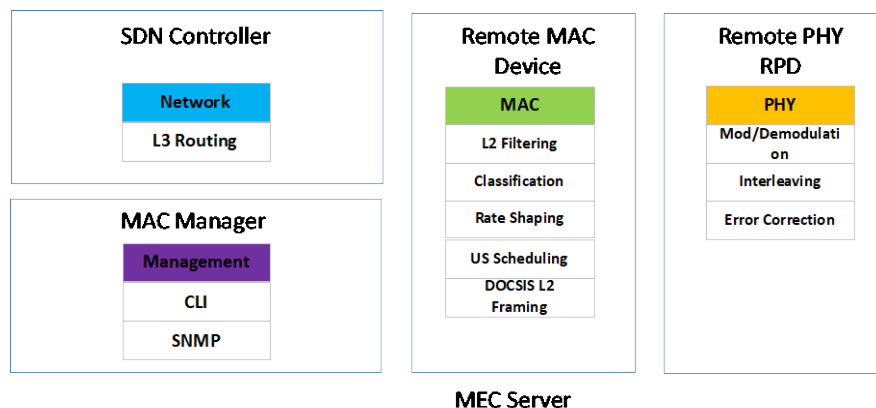 SDN Controller
Network
L3 Routing
MAC Manager
Management
CLI
SNMP
Remote MAC
Device
MAC
L2 Filtering
Classification
Rate Shaping
US Scheduling
DOCSIS L2
Framing
Remote PHY
RPD
PHY
Mod/Demodulati
on
Interleaving
Error Correction
MEC Server